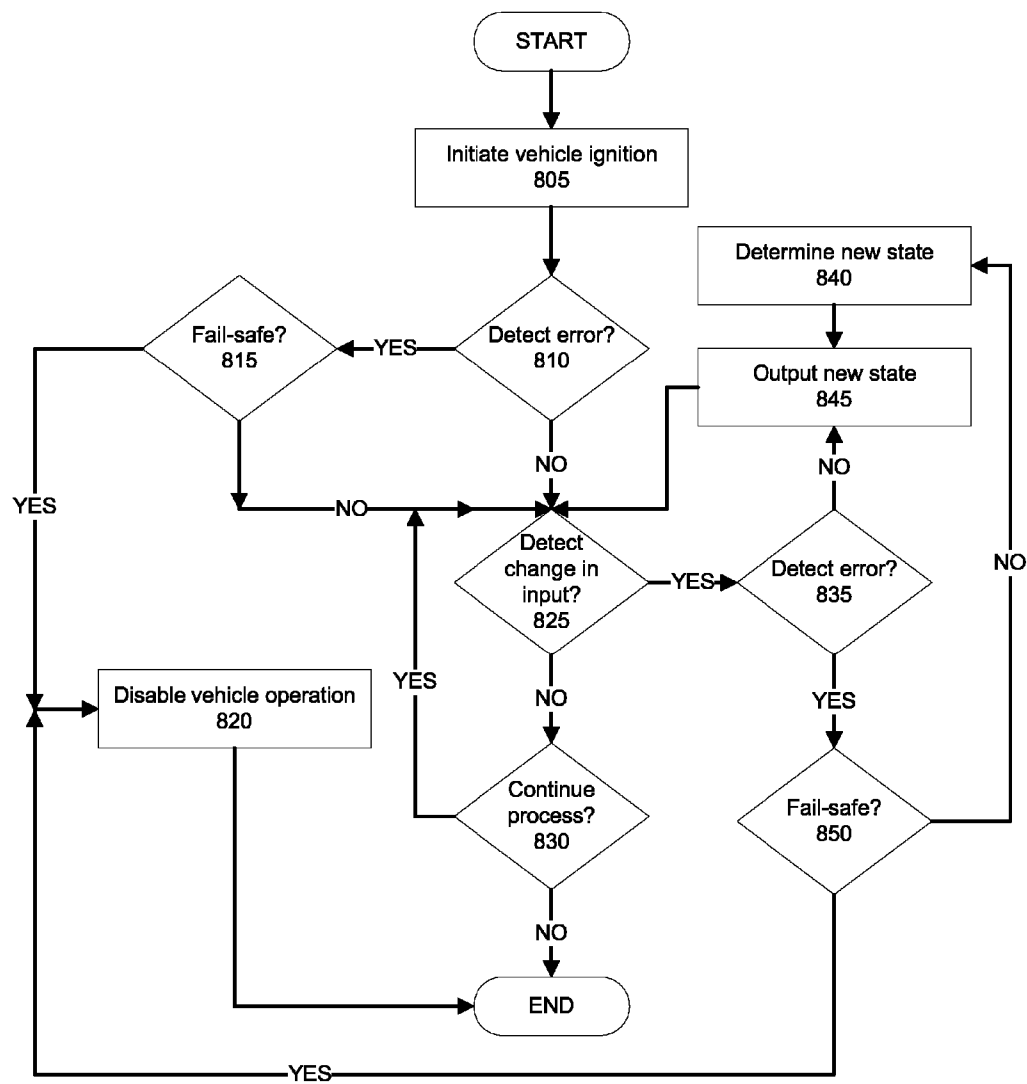 START
Initiate vehicle ignition
805
Determine new state
840
Fail-safe?
815
YES
Detect error?
810
Output new state
845
NO
NO
YES
NO
Detect
change in
input?
825
YES
Detect error?
835
NO
YES
NO
YES
Disable vehicle operation
820
Continue
process?
830
Fail-safe?
850
NO
END
YES